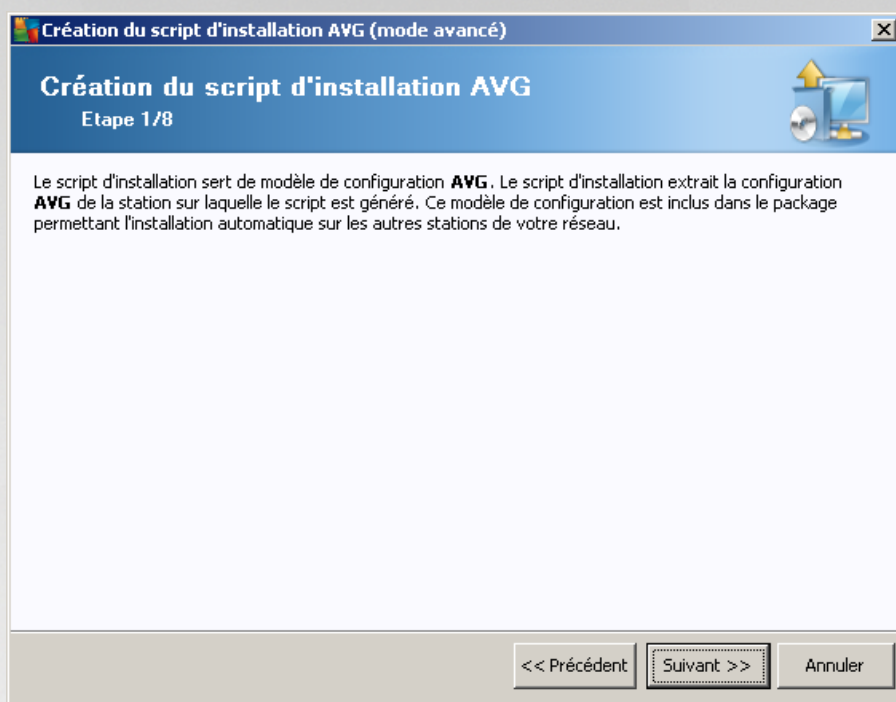 Création du script d'installation AVG (mode avancé)
Création du script d'installation AVG
Etape 1/8
Le script d'installation sert de modèle de configuration AVG. Le script d'installation extrait la configuration
AVG de la station sur laquelle le script est généré. Ce modèle de configuration est inclus dans le package
permettant l'installation automatique sur les autres stations de votre réseau.
<< Précédent
Suivant >>
Annuler